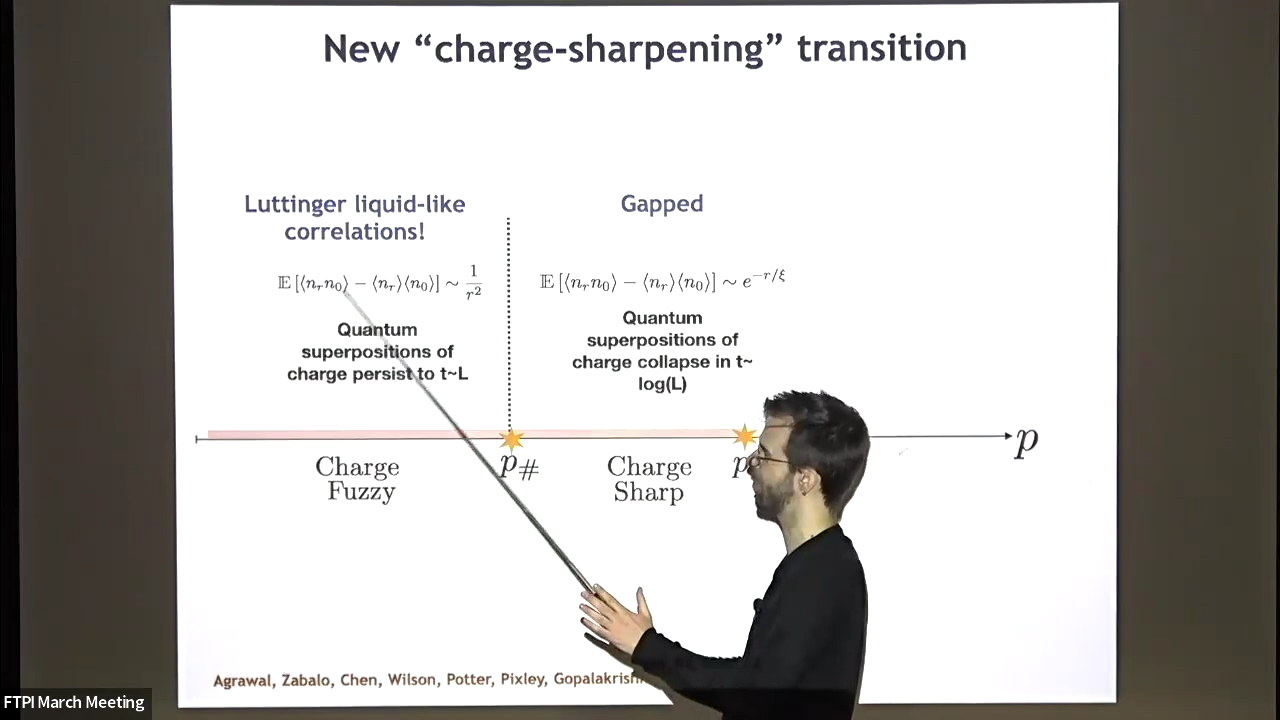 New “charge-sharpening” transition
Luttinger liquid-like
correlations!
Gapped
𝔼 [⟨n_r n_0⟩ − ⟨n_r⟩⟨n_0⟩] ∼ 1/r^2
𝔼 [⟨n_r n_0⟩ − ⟨n_r⟩⟨n_0⟩] ∼ e^{−r/ξ}
Quantum
superpositions of
charge persist to t~L
Quantum
superpositions of
charge collapse in t~
log(L)
p_#
p
p
Charge
Fuzzy
Charge
Sharp
Agrawal, Zabalo, Chen, Wilson, Potter, Pixley,
FTPI March Meeting